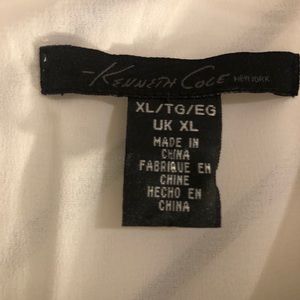 Kenneth Cole NEW YORK
XL/TG/EG
UK XL
MADE IN
CHINA
FABRIQUE EN
CHINE
HECHO EN
CHINA